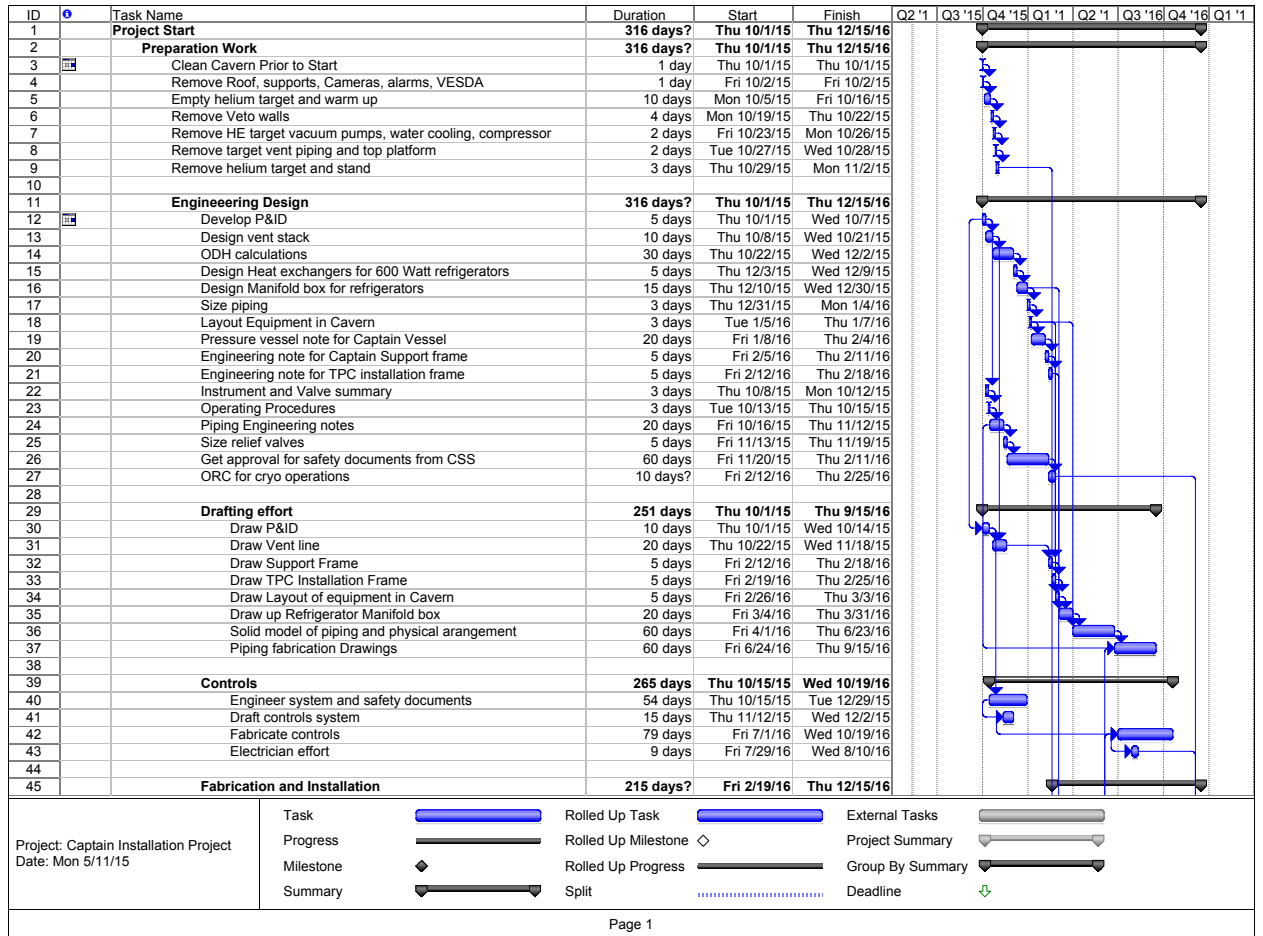 ID Task Name Duration Start Finish Q2 '1 Q3 '15 Q4 '15 Q1 '1 Q2 '1 Q3 '16 Q4 '16 Q1 '1
1 Project Start 316 days? Thu 10/1/15 Thu 12/15/16
2 Preparation Work 316 days? Thu 10/1/15 Thu 12/15/16
3 Clean Cavern Prior to Start 1 day Thu 10/1/15 Thu 10/1/15
4 Remove Roof, supports, Cameras, alarms, VESDA 1 day Fri 10/2/15 Fri 10/2/15
5 Empty helium target and warm up 10 days Mon 10/5/15 Fri 10/16/15
6 Remove Veto walls 4 days Mon 10/19/15 Thu 10/22/15
7 Remove HE target vacuum pumps, water cooling, compressor 2 days Fri 10/23/15 Mon 10/26/15
8 Remove target vent piping and top platform 2 days Tue 10/27/15 Wed 10/28/15
9 Remove helium target and stand 3 days Thu 10/29/15 Mon 11/2/15
10
11 Engineeering Design 316 days? Thu 10/1/15 Thu 12/15/16
12 Develop P&ID 5 days Thu 10/1/15 Wed 10/7/15
13 Design vent stack 10 days Thu 10/8/15 Wed 10/21/15
14 ODH calculations 30 days Thu 10/22/15 Wed 12/2/15
15 Design Heat exchangers for 600 Watt refrigerators 5 days Thu 12/3/15 Wed 12/9/15
16 Design Manifold box for refrigerators 15 days Thu 12/10/15 Wed 12/30/15
17 Size piping 3 days Thu 12/31/15 Mon 1/4/16
18 Layout Equipment in Cavern 3 days Tue 1/5/16 Thu 1/7/16
19 Pressure vessel note for Captain Vessel 20 days Fri 1/8/16 Thu 2/4/16
20 Engineering note for Captain Support frame 5 days Fri 2/5/16 Thu 2/11/16
21 Engineering note for TPC installation frame 5 days Fri 2/12/16 Thu 2/18/16
22 Instrument and Valve summary 3 days Thu 10/8/15 Mon 10/12/15
23 Operating Procedures 3 days Tue 10/13/15 Thu 10/15/15
24 Piping Engineering notes 20 days Fri 10/16/15 Thu 11/12/15
25 Size relief valves 5 days Fri 11/13/15 Thu 11/19/15
26 Get approval for safety documents from CSS 60 days Fri 11/20/15 Thu 2/11/16
27 ORC for cryo operations 10 days? Fri 2/12/16 Thu 2/25/16
28
29 Drafting effort 251 days Thu 10/1/15 Thu 9/15/16
30 Draw P&ID 10 days Thu 10/1/15 Wed 10/14/15
31 Draw Vent line 20 days Thu 10/22/15 Wed 11/18/15
32 Draw Support Frame 5 days Fri 2/12/16 Thu 2/18/16
33 Draw TPC Installation Frame 5 days Fri 2/19/16 Thu 2/25/16
34 Draw Layout of equipment in Cavern 5 days Fri 2/26/16 Thu 3/3/16
35 Draw up Refrigerator Manifold box 20 days Fri 3/4/16 Thu 3/31/16
36 Solid model of piping and physical arangement 60 days Fri 4/1/16 Thu 6/23/16
37 Piping fabrication Drawings 60 days Fri 6/24/16 Thu 9/15/16
38
39 Controls 265 days Thu 10/15/15 Wed 10/19/16
40 Engineer system and safety documents 54 days Thu 10/15/15 Tue 12/29/15
41 Draft controls system 15 days Thu 11/12/15 Wed 12/2/15
42 Fabricate controls 79 days Fri 7/1/16 Wed 10/19/16
43 Electrician effort 9 days Fri 7/29/16 Wed 8/10/16
44
45 Fabrication and Installation 215 days? Fri 2/19/16 Thu 12/15/16
Project: Captain Installation Project
Date: Mon 5/11/15
Task Rolled Up Task External Tasks
Progress Rolled Up Milestone Project Summary
Milestone Rolled Up Progress Group By Summary
Summary Split Deadline
Page 1